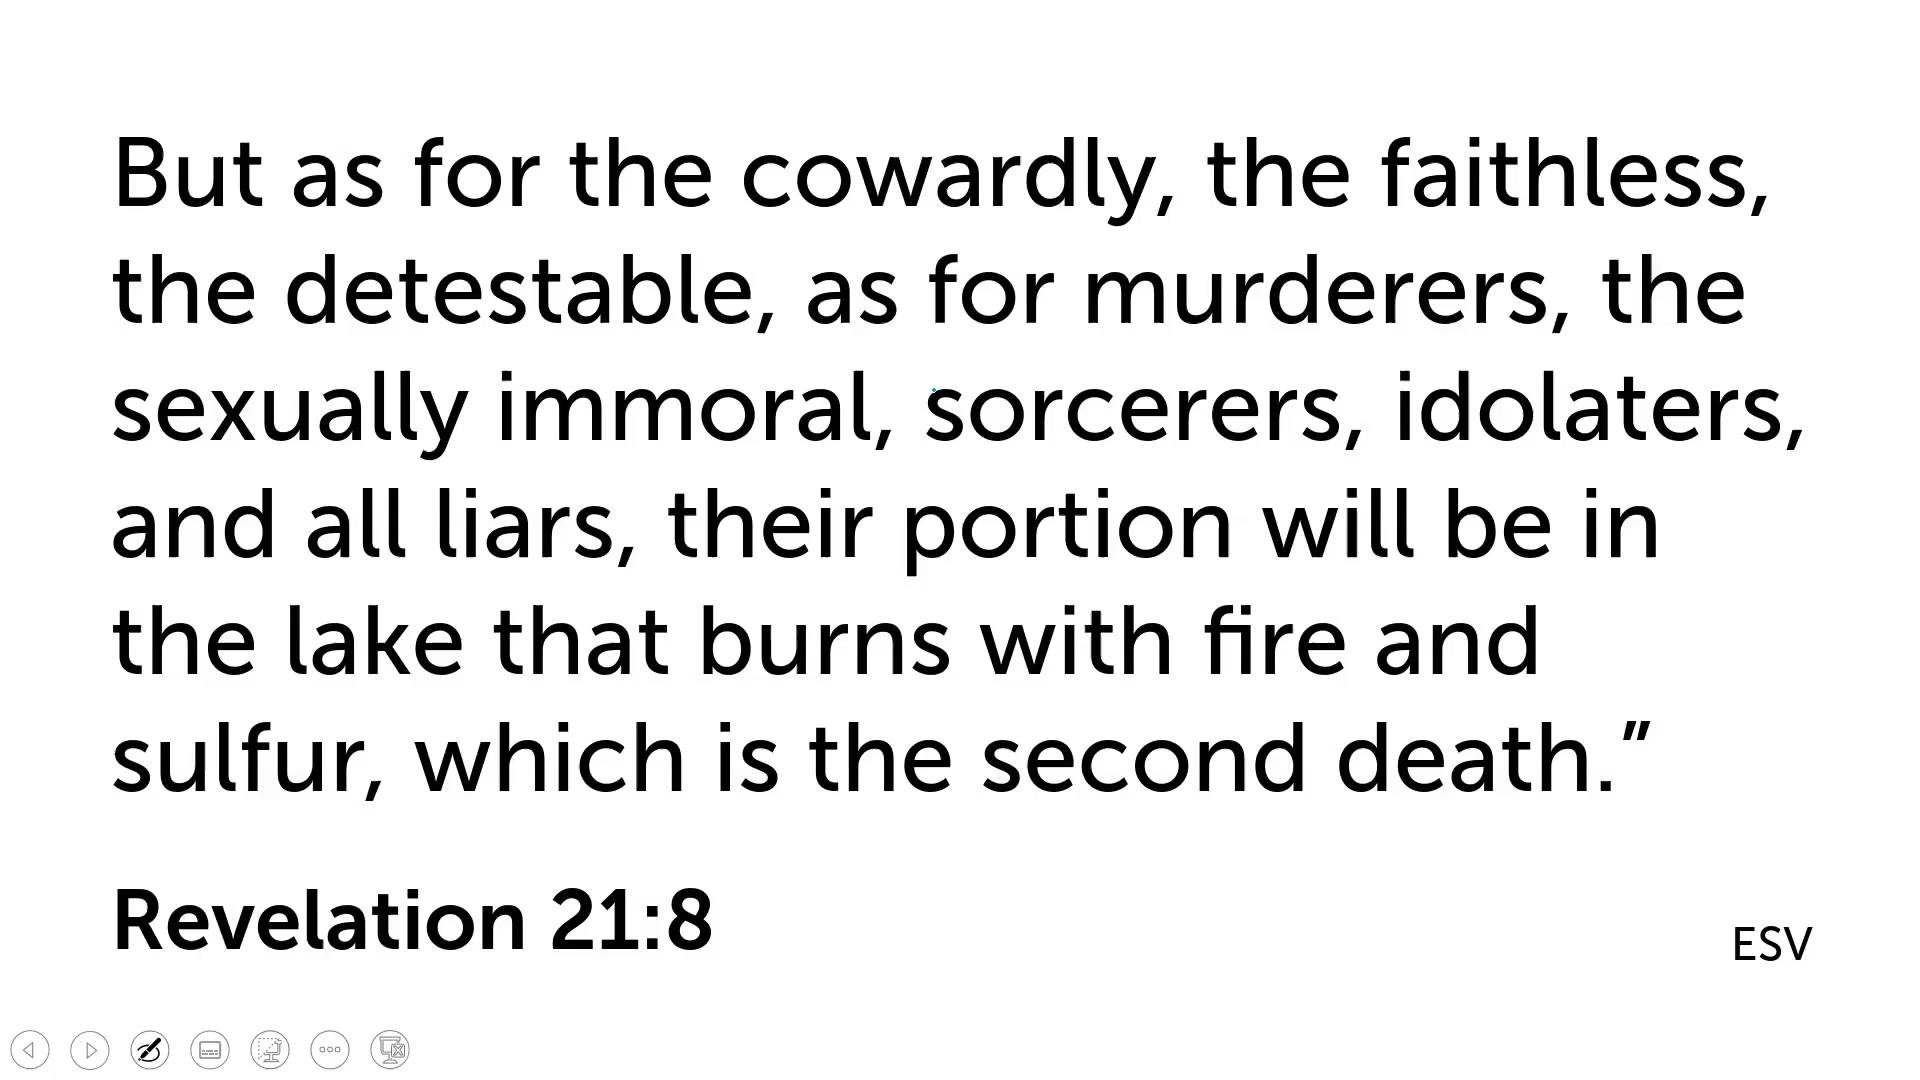 But as for the cowardly, the faithless,
the detestable, as for murderers, the
sexually immoral, sorcerers, idolaters,
and all liars, their portion will be in
the lake that burns with fire and
sulfur, which is the second death.”
Revelation 21:8
ESV